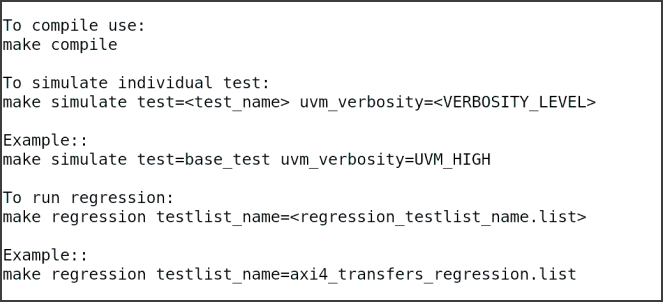 To compile use:
make compile
To simulate individual test:
make simulate test=<test_name> uvm_verbosity=<VERBOSITY_LEVEL>
Example::
make simulate test=base_test uvm_verbosity=UVM_HIGH
To run regression:
make regression testlist_name=<regression_testlist_name.list>
Example::
make regression testlist_name=axi4_transfers_regression.list